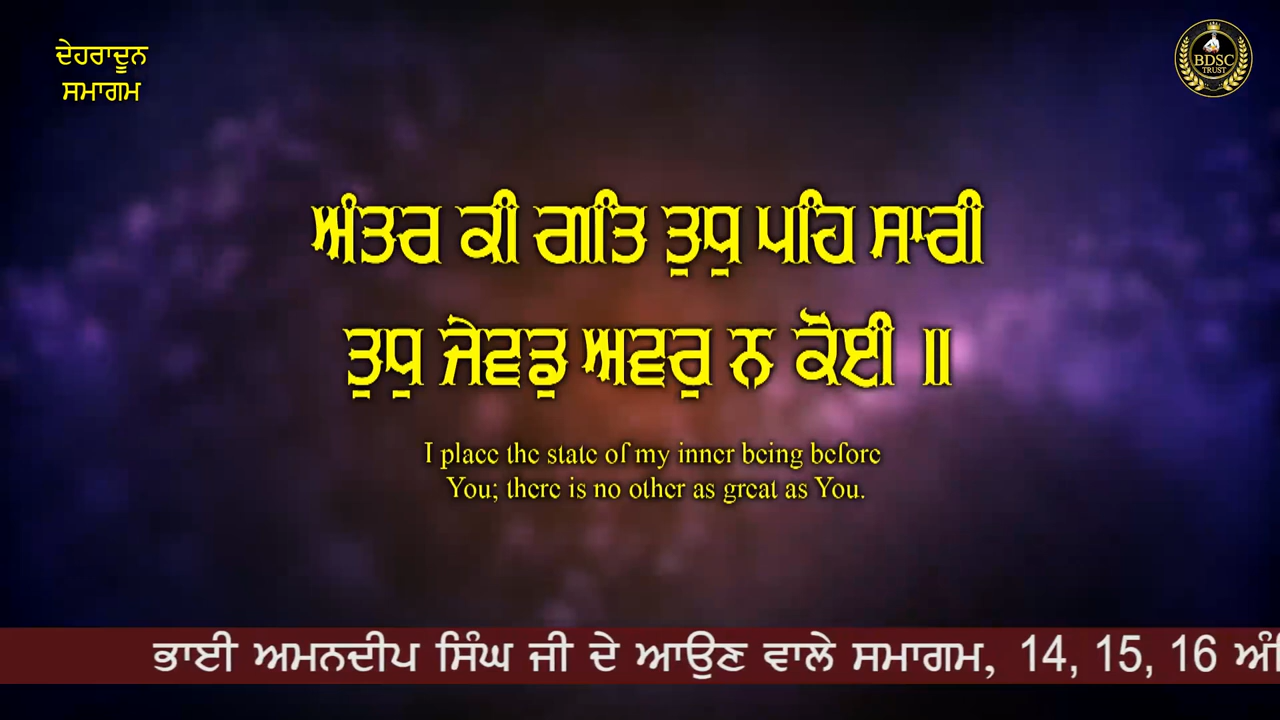 ਦੇਹਰਾਦੂਨ
ਸਮਾਗਮ
BDSC
TRUST
ਅੰਤਰ ਕੀ ਗਤਿ ਤੁਧੁ ਪਹਿ ਸਾਰੀ
ਤੁਧੁ ਜੇਵਡੁ ਅਵਰੁ ਨ ਕੋਈ ॥
I place the state of my inner being before
You; there is no other as great as You.
ਭਾਈ ਅਮਨਦੀਪ ਸਿੰਘ ਜੀ ਦੇ ਆਉਣ ਵਾਲੇ ਸਮਾਗਮ, 14, 15, 16